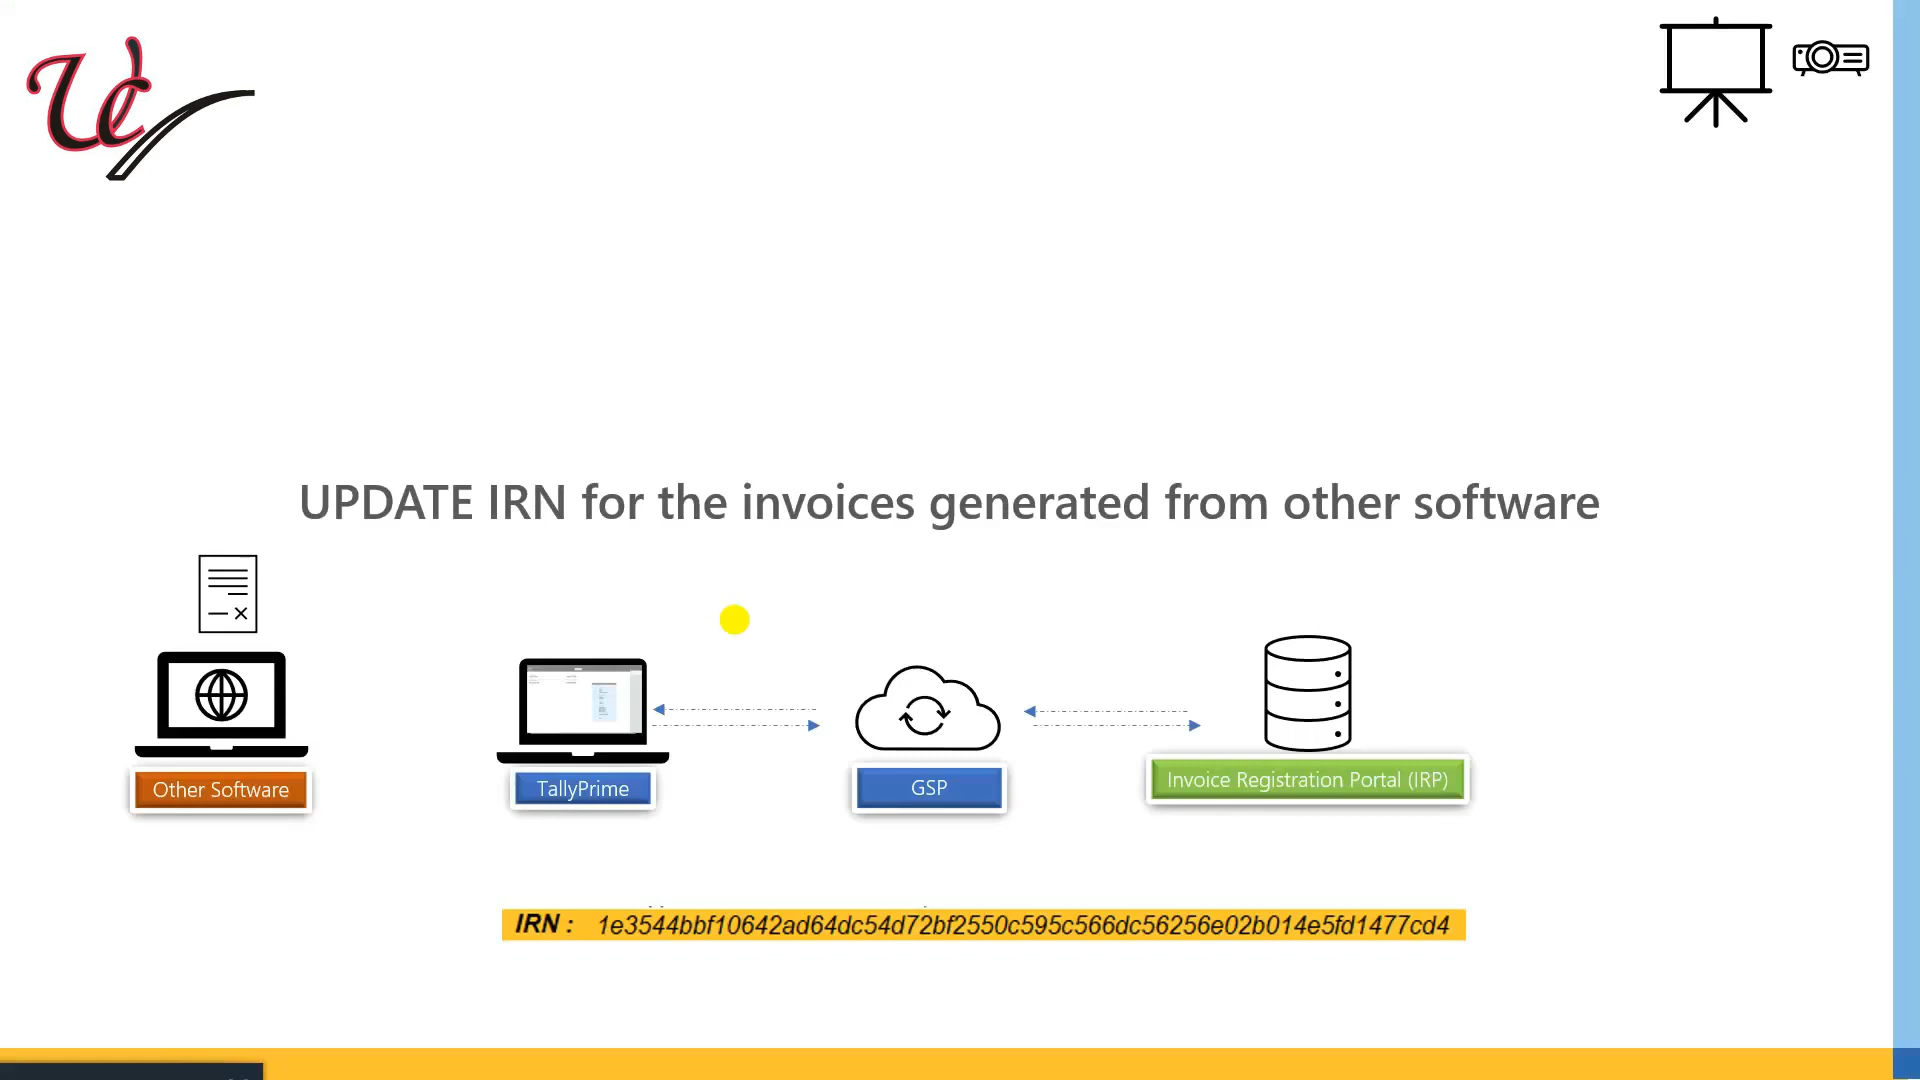 UPDATE IRN for the invoices generated from other software
Other Software
TallyPrime
GSP
Invoice Registration Portal (IRP)
IRN : 1e3544bbf10642ad64dc54d72bf2550c595c566dc56256e02b014e5fd1477cd4